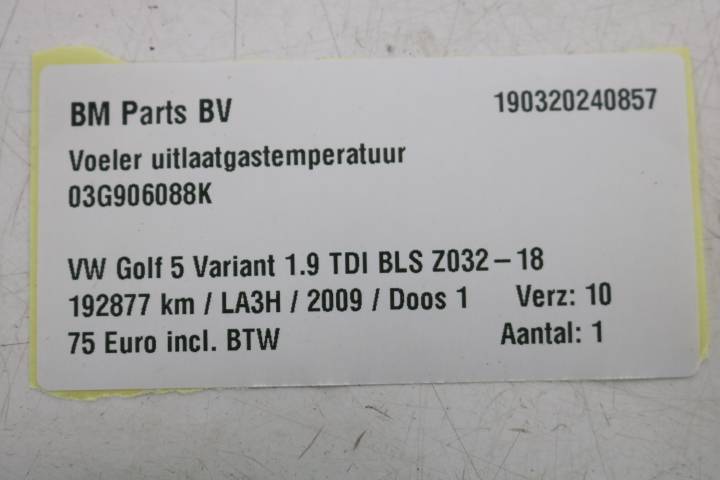 BM Parts BV 190320240857
Voeler uitlaatgastemperatuur
03G906088K
VW Golf 5 Variant 1.9 TDI BLS Z032-18
192877 km / LA3H / 2009 / Doos 1 Verz: 10
75 Euro incl. BTW Aantal: 1